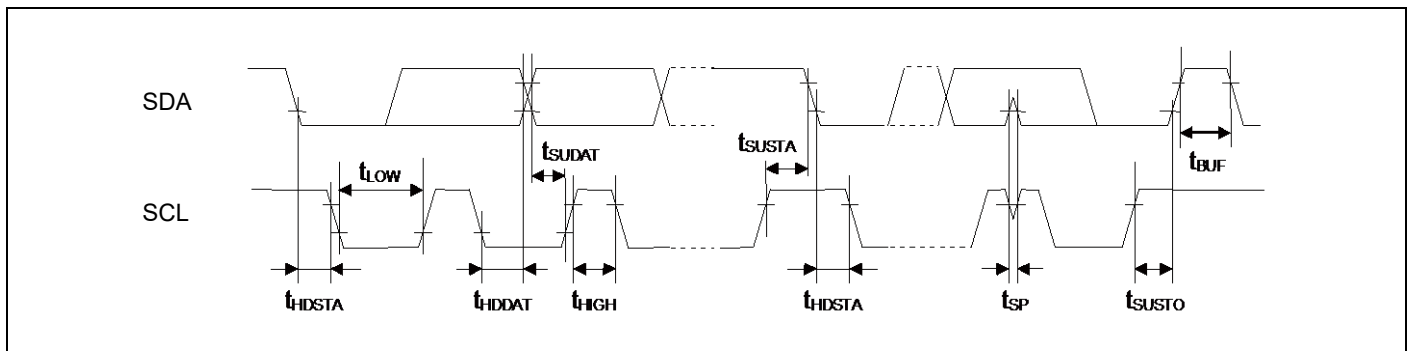 SDA
tSUDAT
tSUSTA
tBUF
tLOW
SCL
tHDSTA
tHDDAT
tHIGH
tHDSTA
tSP
tSUSTO